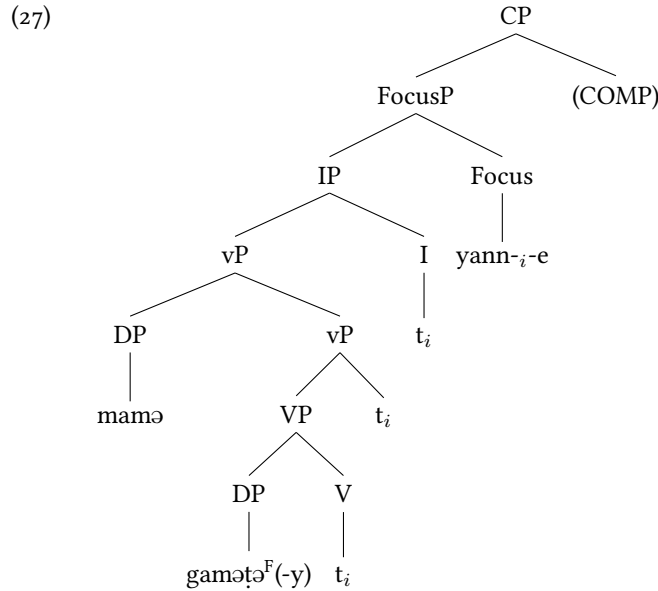 (27)
CP
FocusP (COMP)
IP Focus
vP I yann-ᵢ-e
DP vP tᵢ
mamə VP tᵢ
DP V
gaməṭəᶠ(-y) tᵢ